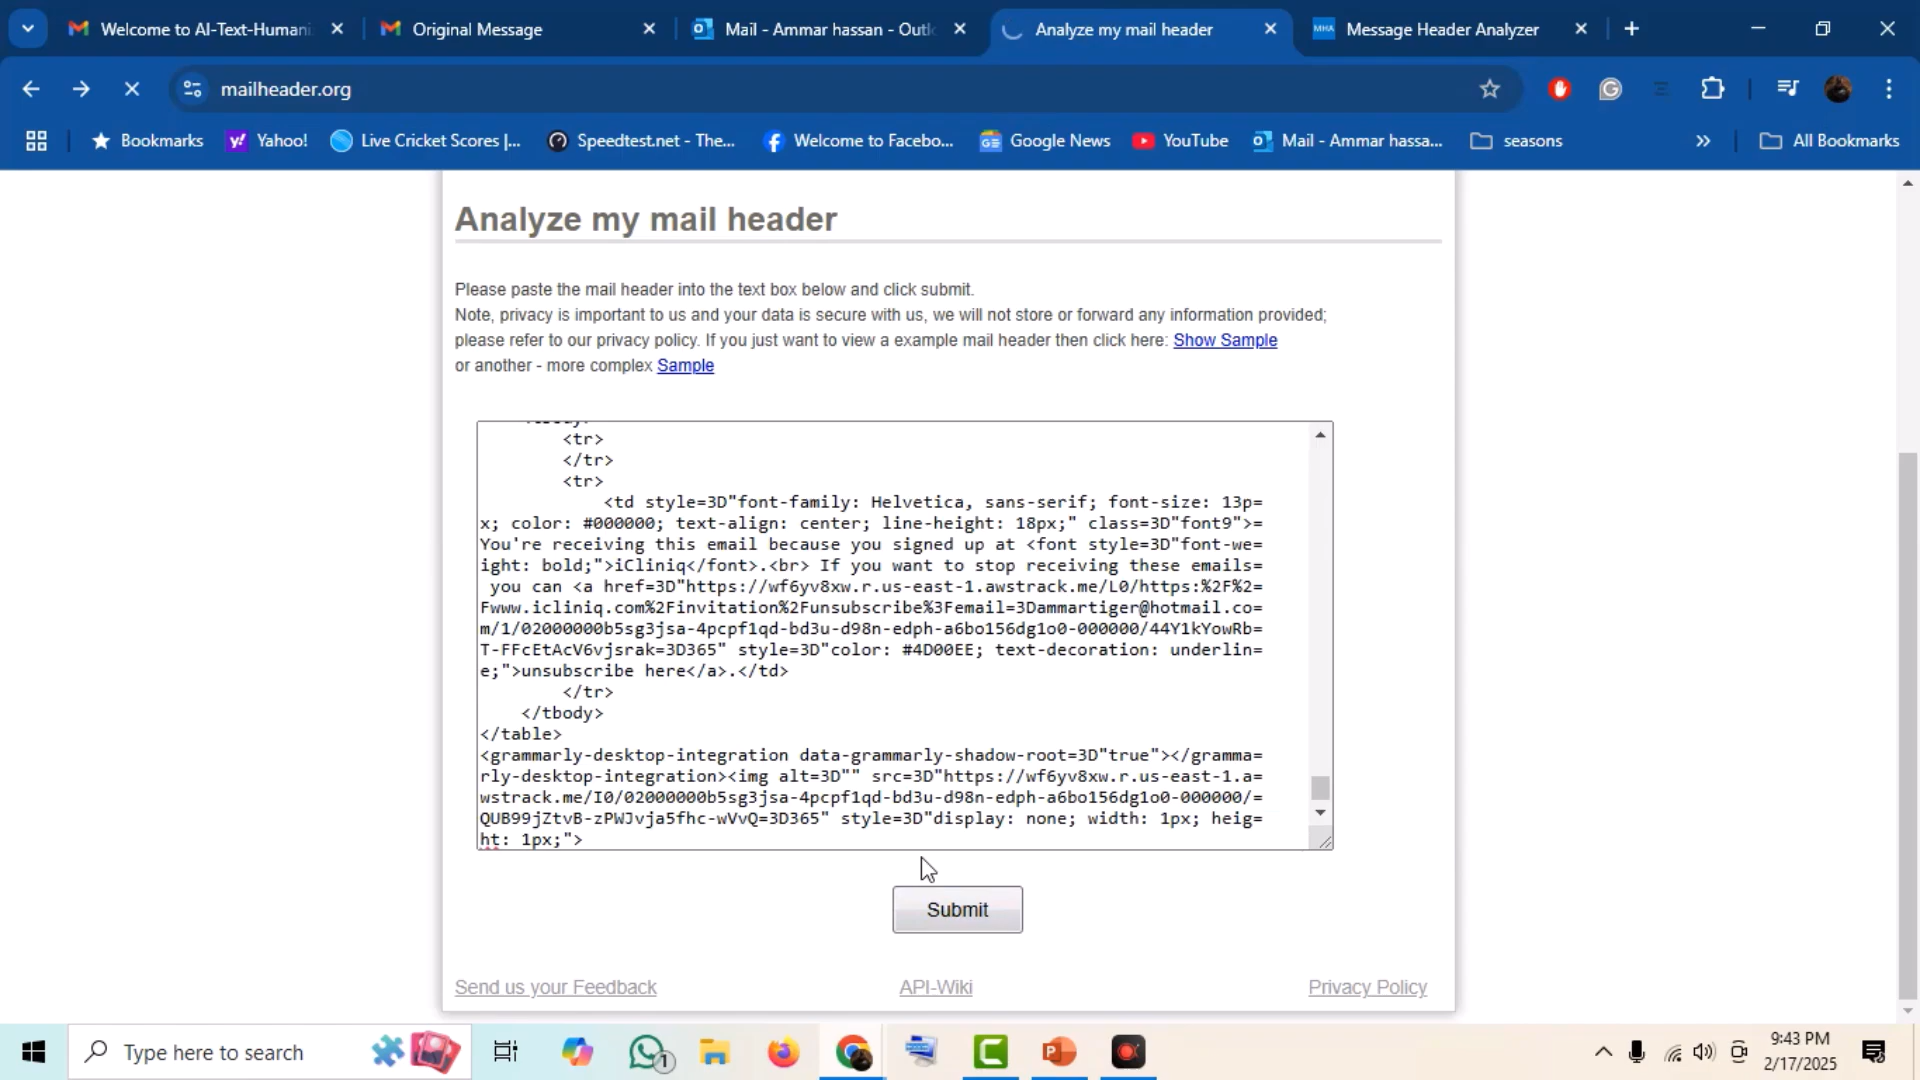 Welcome to AI-Text-Humani
Original Message
Mail - Ammar hassan - Outlo
Analyze my mail header
MHA
Message Header Analyzer
mailheader.org
Bookmarks
Yahoo!
Live Cricket Scores |...
Speedtest.net - The...
Welcome to Facebo...
Google News
YouTube
Mail - Ammar hassa...
seasons
All Bookmarks
Analyze my mail header
Please paste the mail header into the text box below and click submit.
Note, privacy is important to us and your data is secure with us, we will not store or forward any information provided;
please refer to our privacy policy. If you just want to view a example mail header then click here: Show Sample
or another - more complex Sample
<tr>
</tr>
<tr>
<td style=3D"font-family: Helvetica, sans-serif; font-size: 13p=
x; color: #000000; text-align: center; line-height: 18px;" class=3D"font9">=
You're receiving this email because you signed up at <font style=3D"font-we=
ight: bold;">iCliniq</font>.<br> If you want to stop receiving these emails=
you can <a href=3D"https://wf6yv8xw.r.us-east-1.awstrack.me/L0/https:%2F%2=
Fwww.icliniq.com%2Finvitation%2Funsubscribe%3Femail=3Dammartiger@hotmail.co=
m/1/02000000b5sg3jsa-4pcpf1qd-bd3u-d98n-edph-a6bo156dg1o0-000000/44Y1kYowRb=
T-FFcEtAcV6vjsrak=3D365" style=3D"color: #4D00EE; text-decoration: underlin=
e;">unsubscribe here</a>.</td>
</tr>
</tbody>
</table>
<grammarly-desktop-integration data-grammarly-shadow-root=3D"true"></gramma=
rly-desktop-integration><img alt=3D"" src=3D"https://wf6yv8xw.r.us-east-1.a=
wstrack.me/I0/02000000b5sg3jsa-4pcpf1qd-bd3u-d98n-edph-a6bo156dg1o0-000000/=
QUB99jZtvB-zPWJvja5fhc-wVvQ=3D365" style=3D"display: none; width: 1px; heig=
ht: 1px;">
Submit
Send us your Feedback
API-Wiki
Privacy Policy
Type here to search
1
9:43 PM
2/17/2025